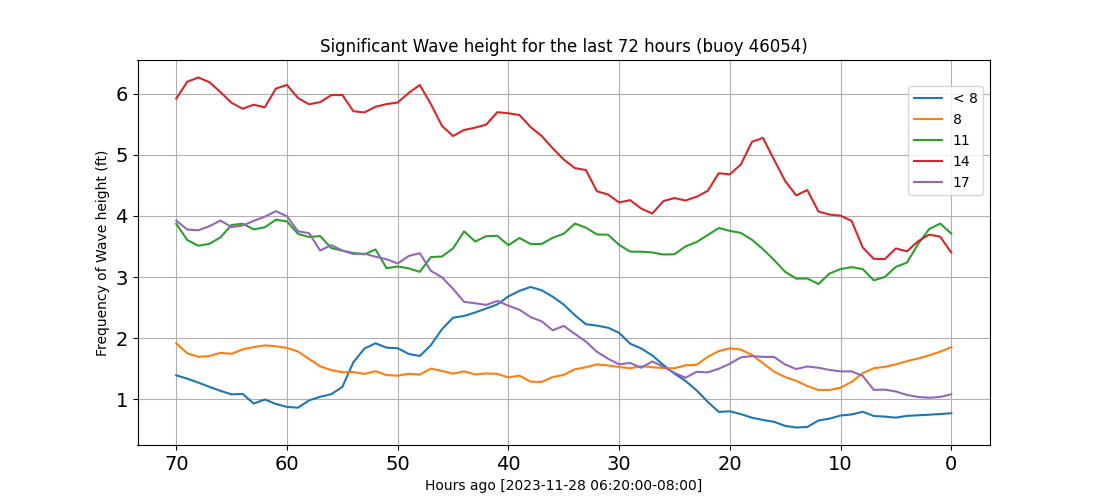 Significant Wave height for the last 72 hours (buoy 46054)
Frequency of Wave height (ft)
6
5
4
3
2
1
< 8
8
11
14
17
70 60 50 40 30 20 10 0
Hours ago [2023-11-28 06:20:00-08:00]